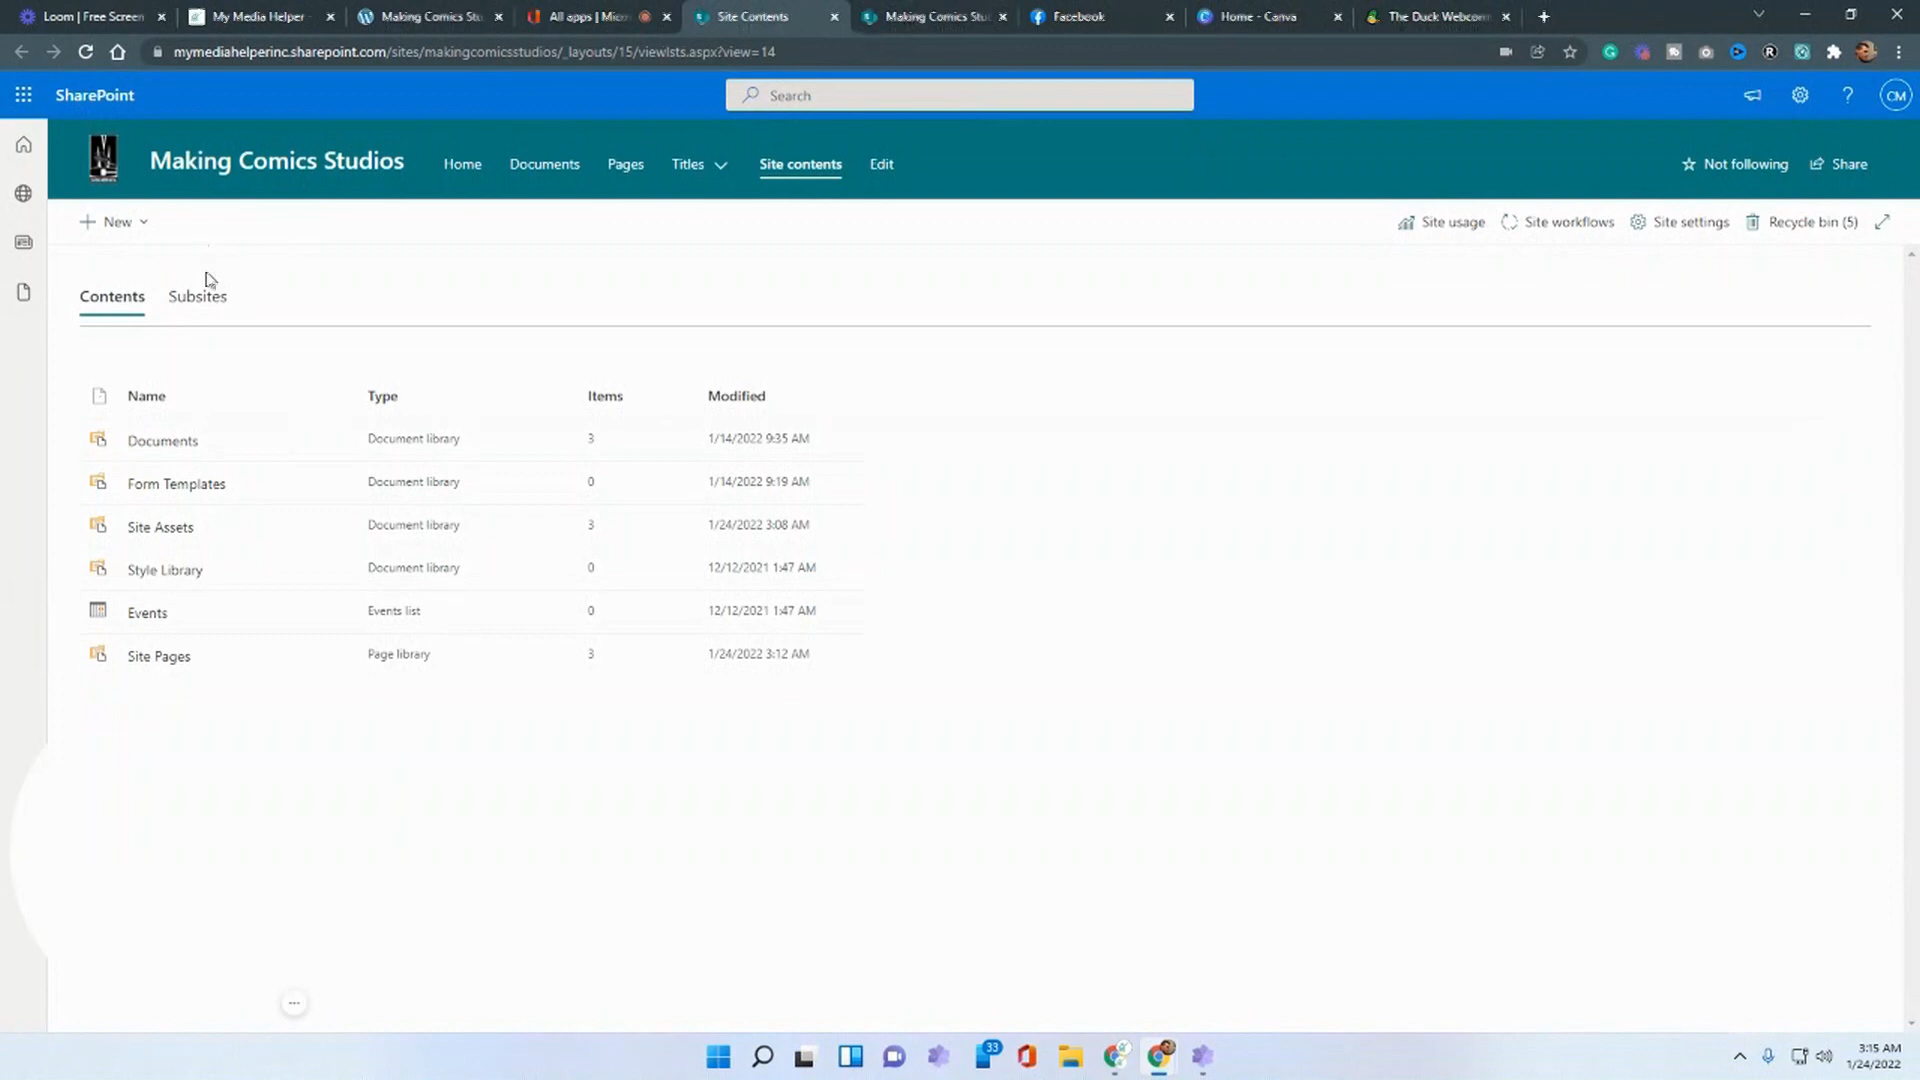 Loom | Free Screen
My Media Helper
Making Comics Stu
All apps | Micr
Site Contents
Making Comics Stu
Facebook
Home - Canva
The Duck Webcom
mymediahelperinc.sharepoint.com/sites/makingcomicsstudios/_layouts/15/viewlsts.aspx?view=14
SharePoint
Search
CM
Making Comics Studios
Home
Documents
Pages
Titles
Site contents
Edit
Not following
Share
New
Site usage
Site workflows
Site settings
Recycle bin (5)
Contents
Subsites
Name Type Items Modified
Documents Document library 3 1/14/2022 9:35 AM
Form Templates Document library 0 1/14/2022 9:19 AM
Site Assets Document library 3 1/24/2022 3:08 AM
Style Library Document library 0 12/12/2021 1:47 AM
Events Events list 0 12/12/2021 1:47 AM
Site Pages Page library 3 1/24/2022 3:12 AM
33
3:15 AM
1/24/2022